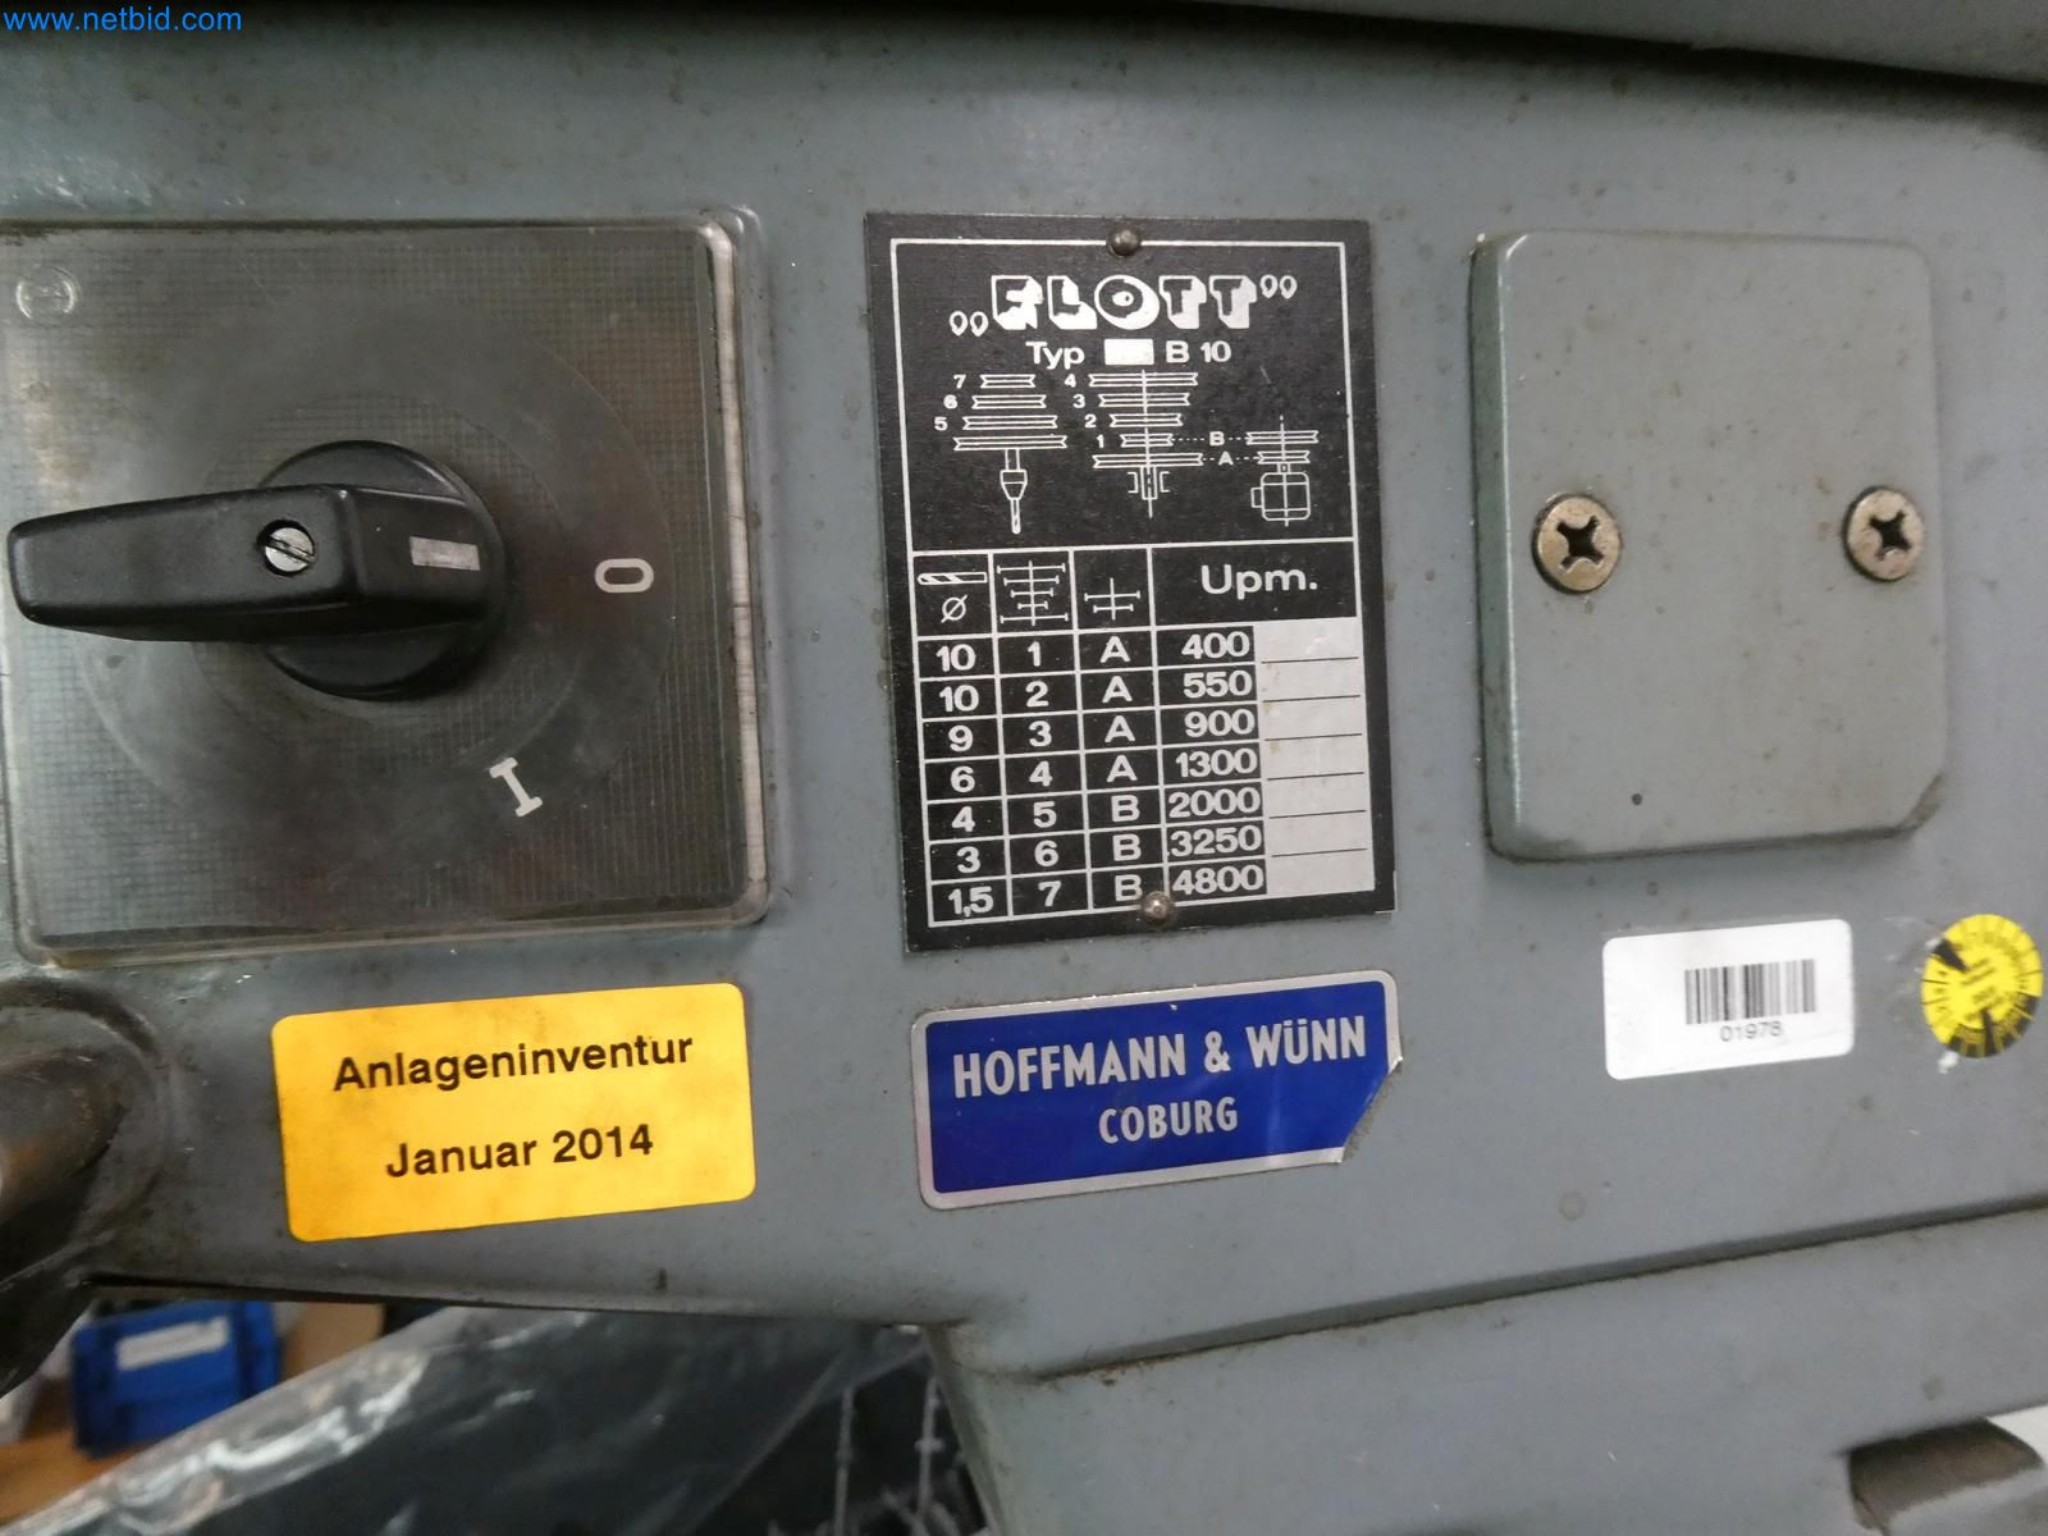 www.netbid.com
„FLOTT"
Typ B 10
7 4
6 3
5 2
1 B
A
Ø Upm.
10 1 A 400
10 2 A 550
9 3 A 900
6 4 A 1300
4 5 B 2000
3 6 B 3250
1,5 7 B 4800
O
I
Anlageninventur
Januar 2014
HOFFMANN & WÜNN
COBURG
01978